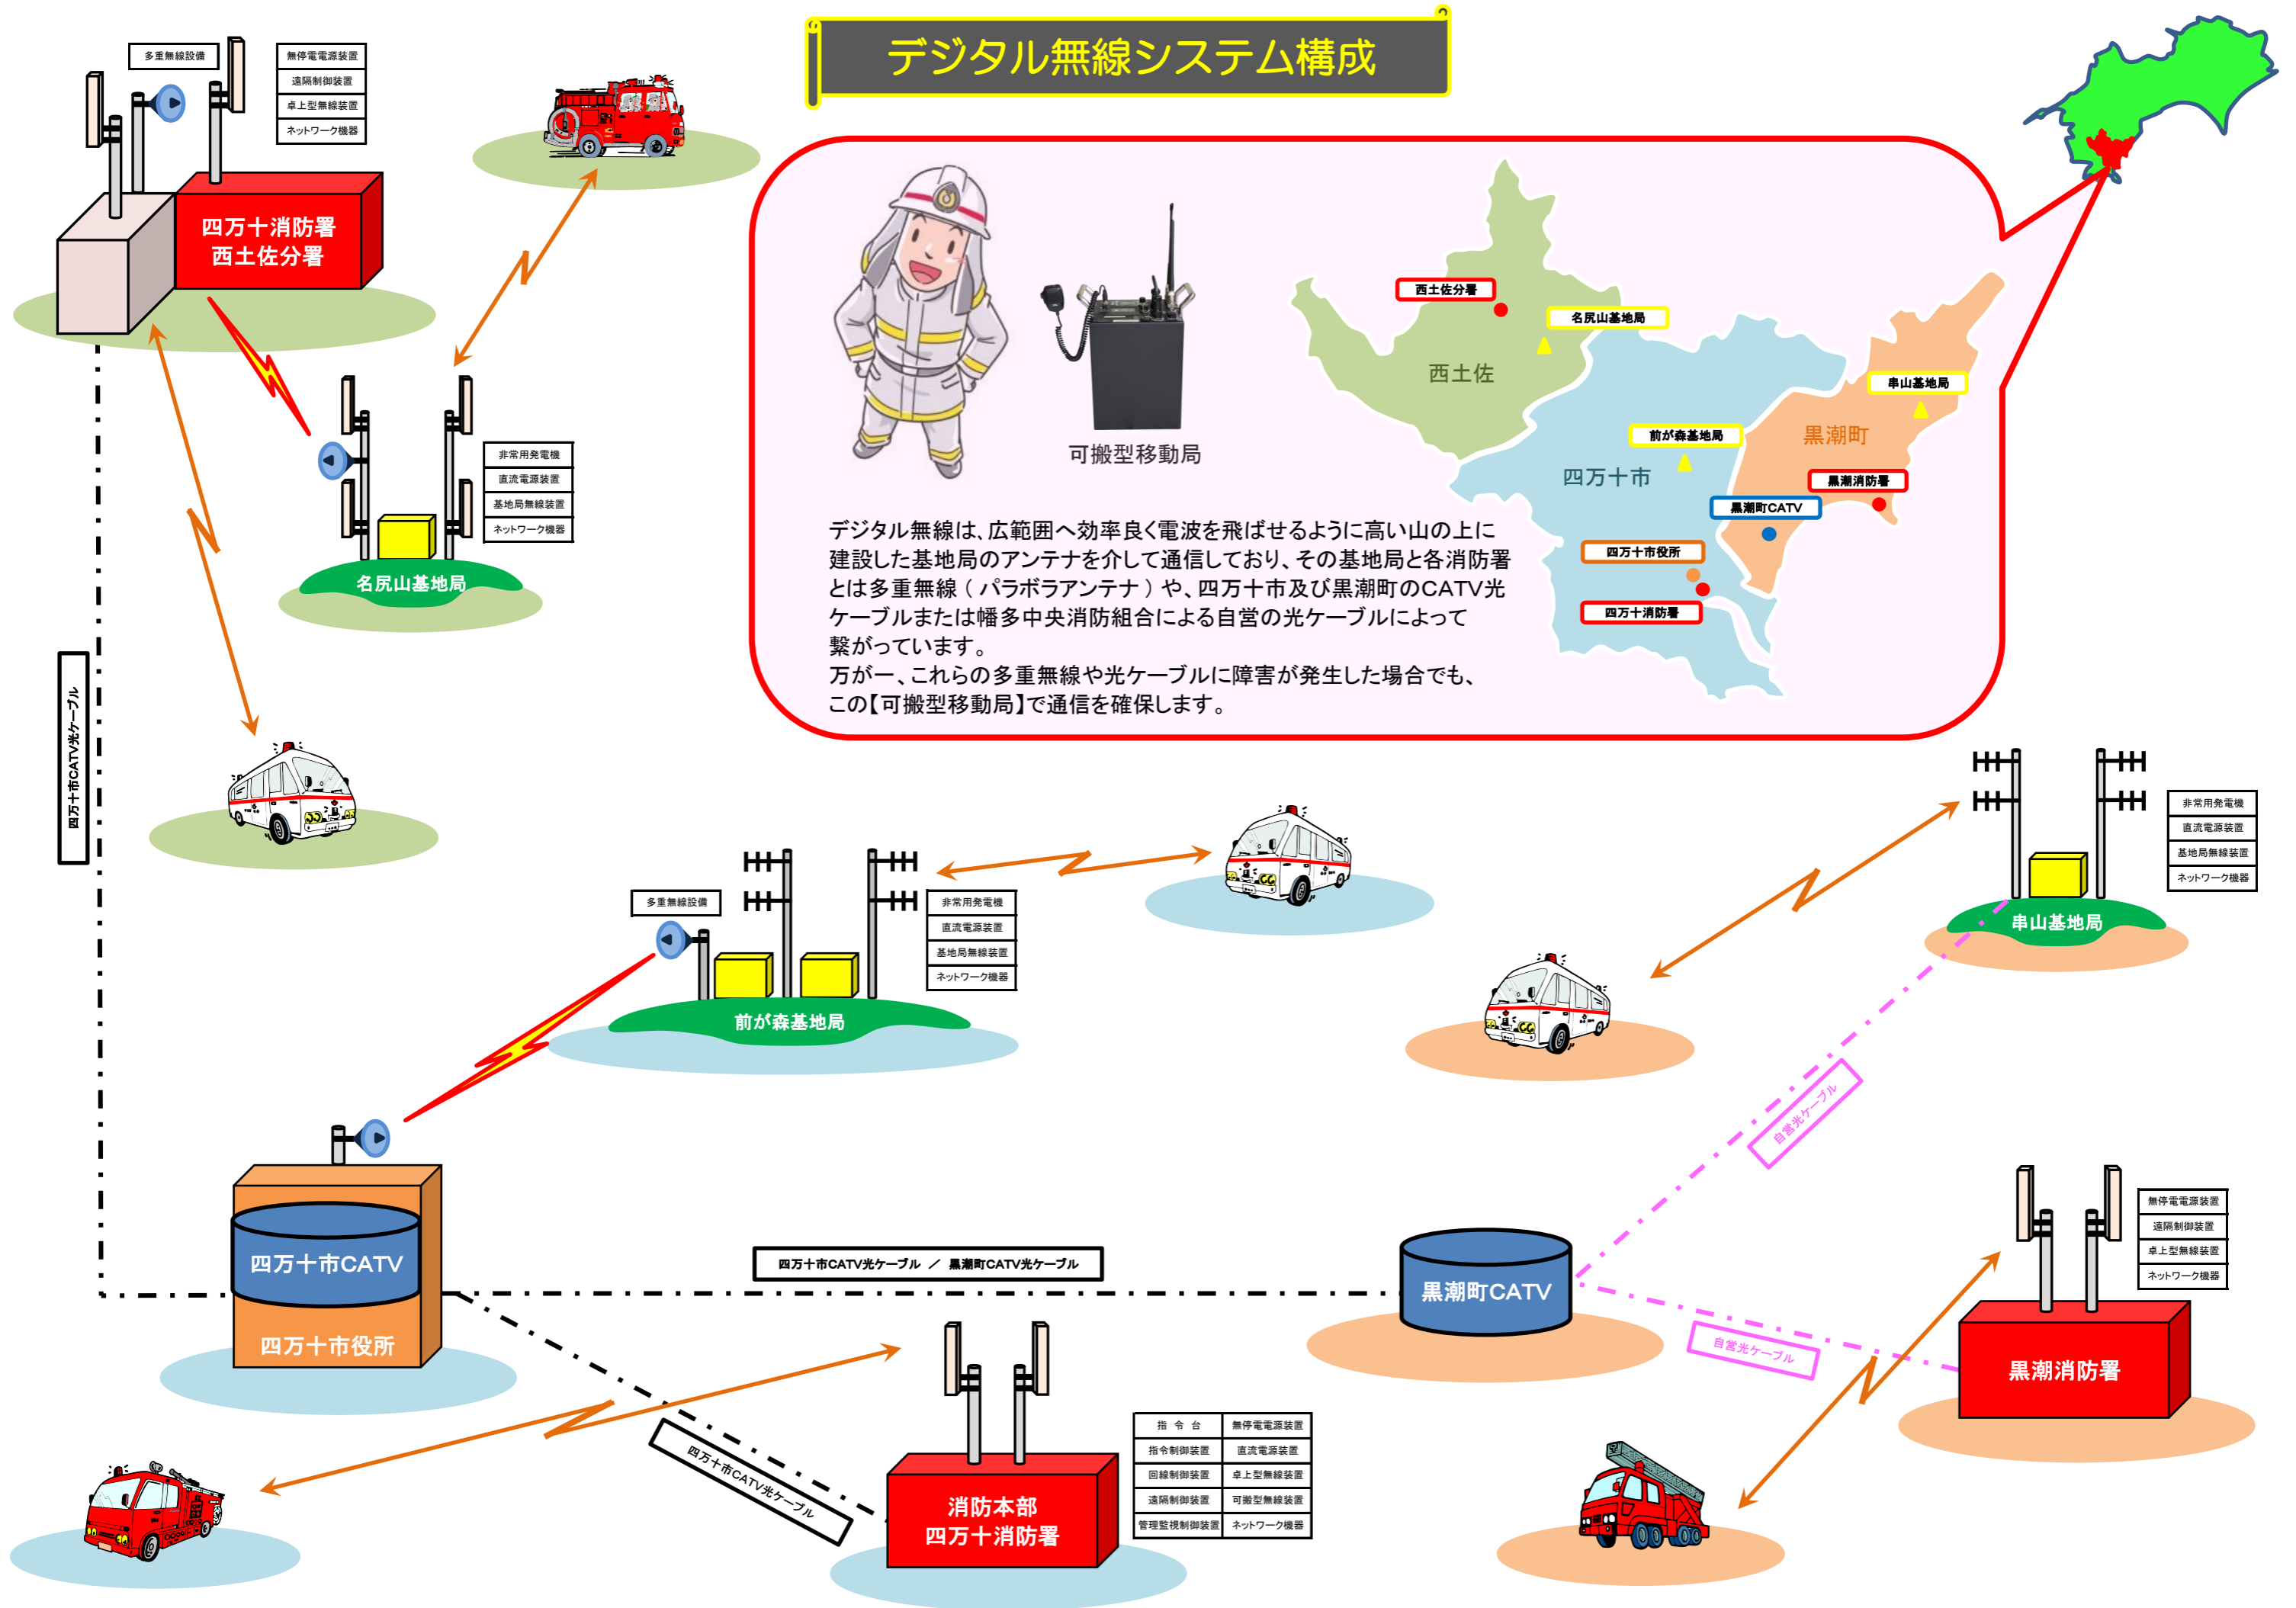 デジタル無線システム構成
多重無線設備
無停電電源装置
遠隔制御装置
卓上型無線装置
ネットワーク機器
四万十消防署
西土佐分署
非常用発電機
直流電源装置
基地局無線装置
ネットワーク機器
名尻山基地局
四万十市CATV光ケーブル
可搬型移動局
西土佐分署
名尻山基地局
西土佐
串山基地局
前が森基地局
黒潮町
四万十市
黒潮消防署
黒潮町CATV
四万十市役所
四万十消防署
デジタル無線は、広範囲へ効率良く電波を飛ばせるように高い山の上に
建設した基地局のアンテナを介して通信しており、その基地局と各消防署
とは多重無線（パラボラアンテナ）や、四万十市及び黒潮町のCATV光
ケーブルまたは幡多中央消防組合による自営の光ケーブルによって
繋がっています。
万が一、これらの多重無線や光ケーブルに障害が発生した場合でも、
この【可搬型移動局】で通信を確保します。
多重無線設備
非常用発電機
直流電源装置
基地局無線装置
ネットワーク機器
前が森基地局
非常用発電機
直流電源装置
基地局無線装置
ネットワーク機器
串山基地局
自営光ケーブル
四万十市CATV
四万十市役所
四万十市CATV光ケーブル ／ 黒潮町CATV光ケーブル
黒潮町CATV
自営光ケーブル
無停電電源装置
遠隔制御装置
卓上型無線装置
ネットワーク機器
黒潮消防署
四万十市CATV光ケーブル
消防本部
四万十消防署
指 令 台 無停電電源装置
指令制御装置 直流電源装置
回線制御装置 卓上型無線装置
遠隔制御装置 可搬型無線装置
管理監視制御装置 ネットワーク機器